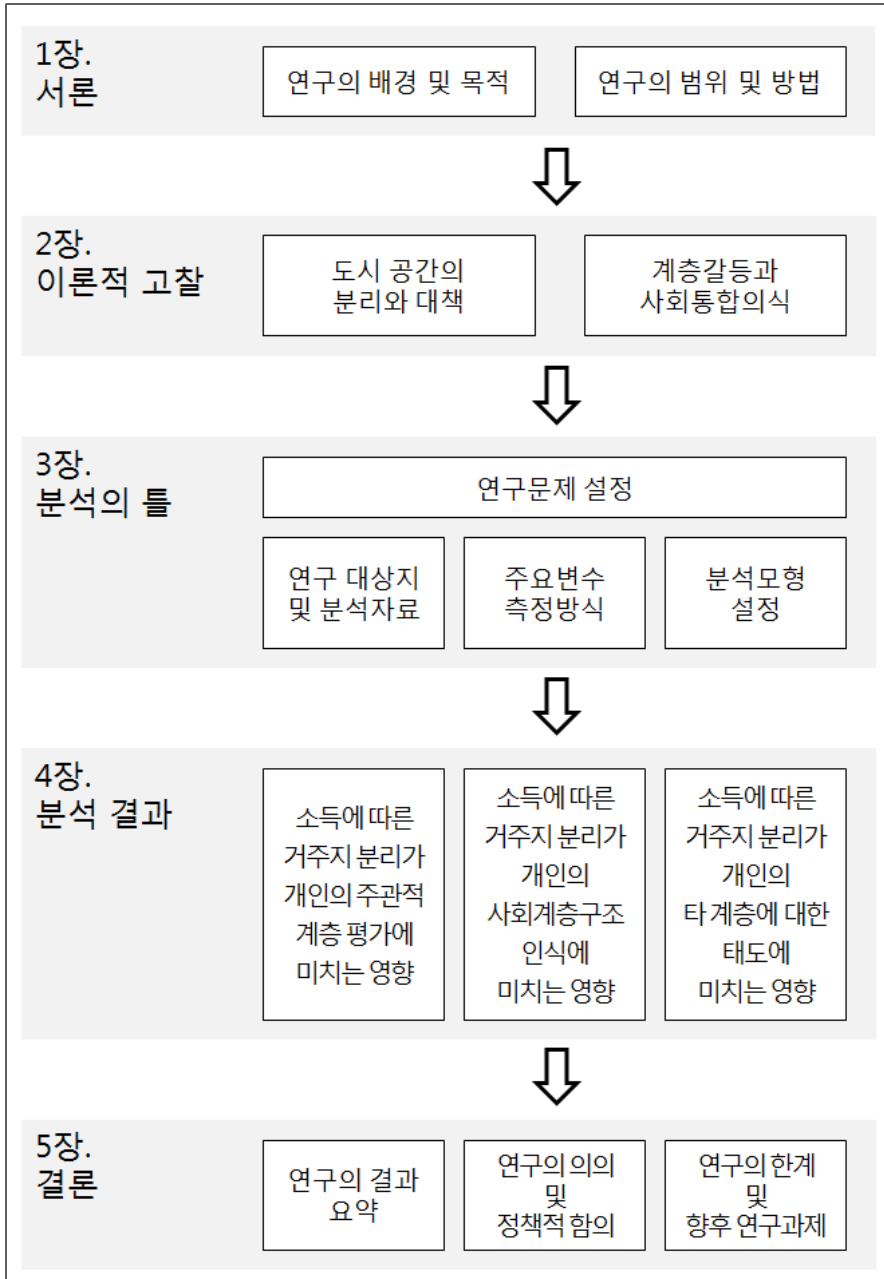 1장.
서론
연구의 배경 및 목적
연구의 범위 및 방법
2장.
이론적 고찰
도시 공간의
분리와 대책
계층갈등과
사회통합의식
3장.
분석의 틀
연구문제 설정
연구 대상지
및 분석자료
주요변수
측정방식
분석모형
설정
4장.
분석 결과
소득에 따른
거주지 분리가
개인의 주관적
계층 평가에
미치는 영향
소득에 따른
거주지 분리가
개인의
사회계층구조
인식에
미치는 영향
소득에 따른
거주지 분리가
개인의
타 계층에 대한
태도에
미치는 영향
5장.
결론
연구의 결과
요약
연구의 의의
및
정책적 함의
연구의 한계
및
향후 연구과제